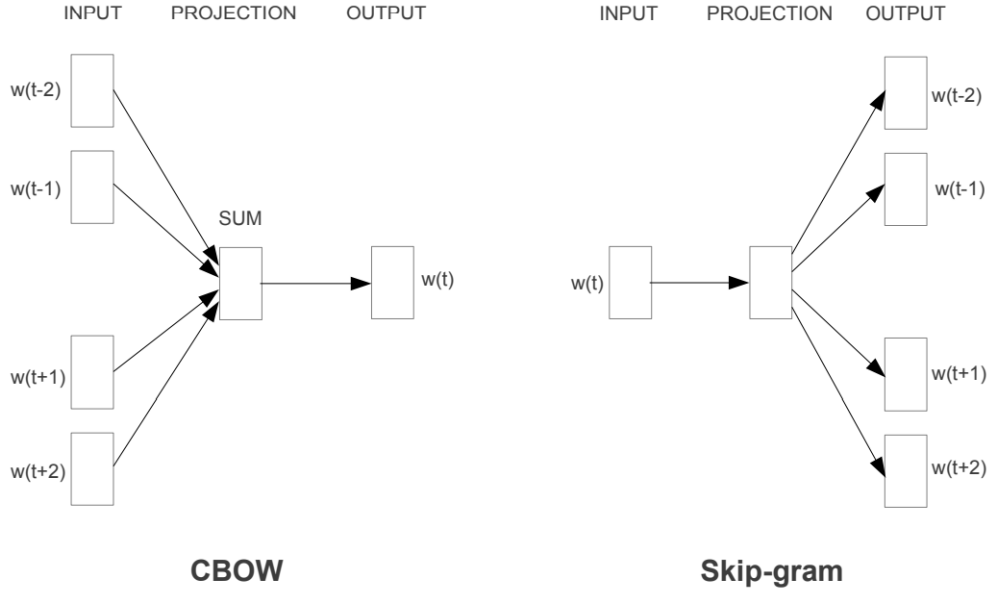 INPUT PROJECTION OUTPUT
w(t-2)
w(t-1)
SUM
w(t)
w(t+1)
w(t+2)
CBOW
INPUT PROJECTION OUTPUT
w(t-2)
w(t-1)
w(t)
w(t+1)
w(t+2)
Skip-gram